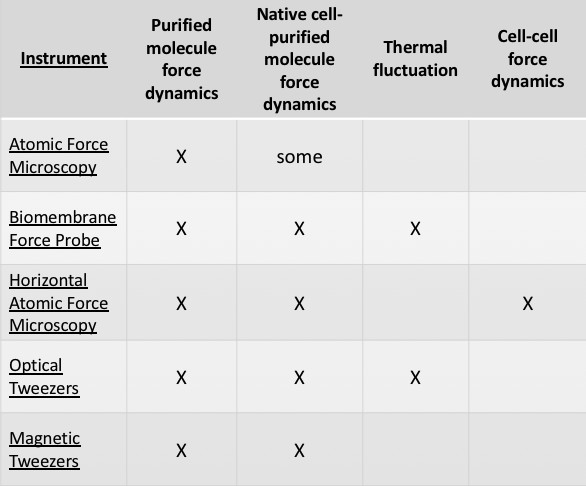 Instrument
Purified
molecule
force
dynamics
Native cell-
purified
molecule
force
dynamics
Thermal
fluctuation
Cell-cell
force
dynamics
Atomic Force
Microscopy
X
some
Biomembrane
Force Probe
X
X
X
Horizontal
Atomic Force
Microscopy
X
X
X
Optical
Tweezers
X
X
X
Magnetic
Tweezers
X
X